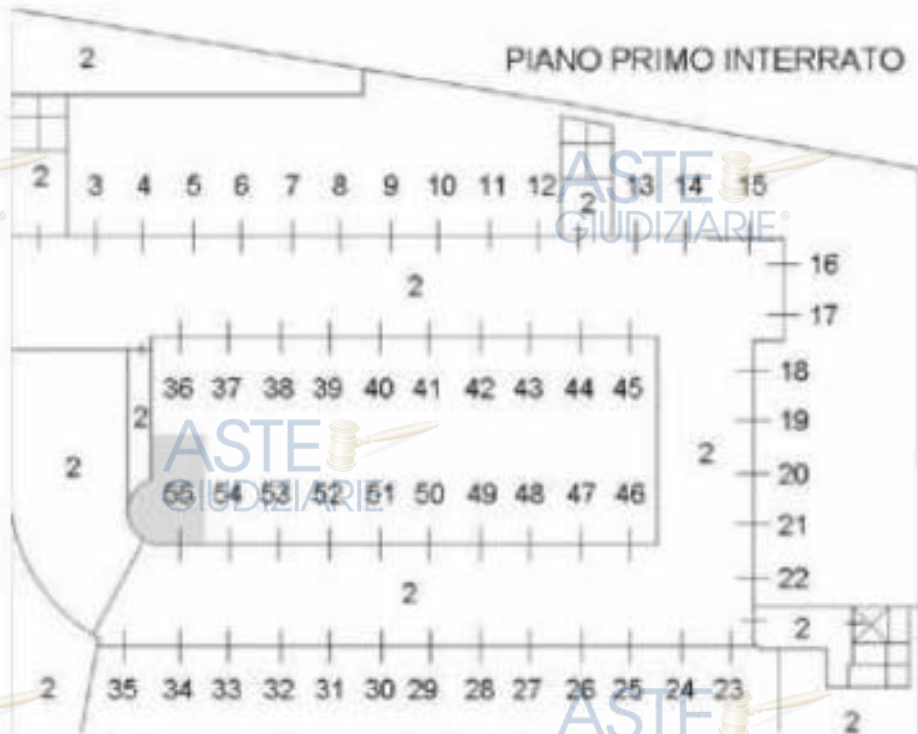 2
PIANO PRIMO INTERRATO
2 3 4 5 6 7 8 9 10 11 12 2 13 14 15
ASTE
GIUDIZIARIE®
16
2
17
36 37 38 39 40 41 42 43 44 45
18
2
19
ASTE
GIUDIZIARIE®
2
2
20
55 54 53 52 51 50 49 48 47 46
21
22
2
2
2 35 34 33 32 31 30 29 28 27 26 25 24 23
ASTE
2